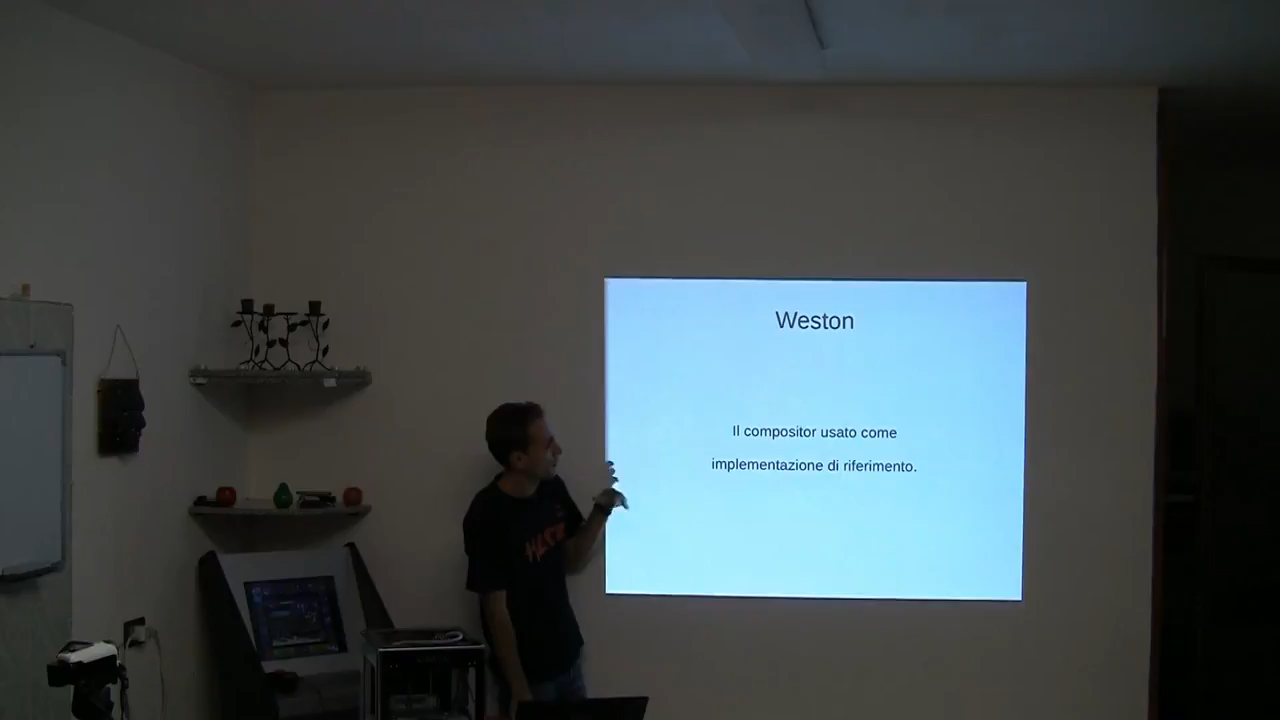 Weston
Il compositor usato come
implementazione di riferimento.